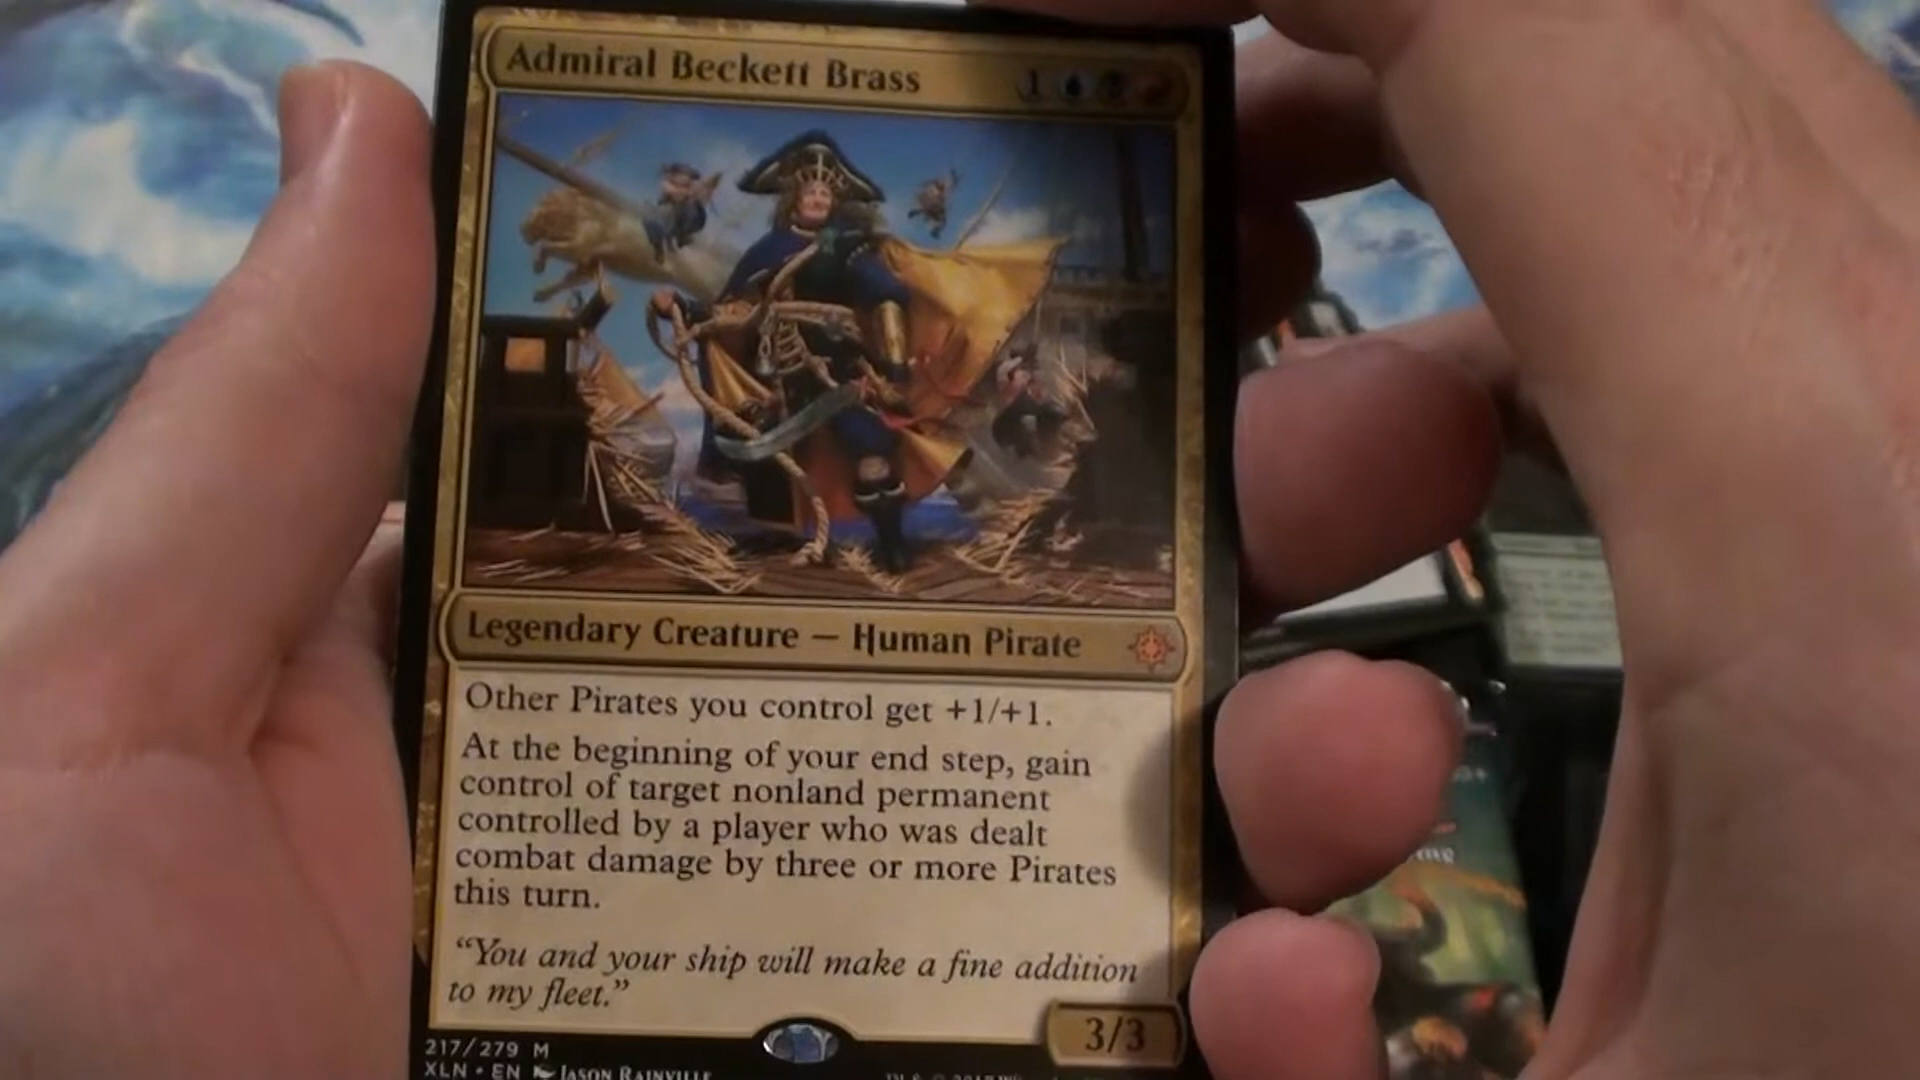 Admiral Beckett Brass 1
Legendary Creature — Human Pirate
Other Pirates you control get +1/+1.
At the beginning of your end step, gain
control of target nonland permanent
controlled by a player who was dealt
combat damage by three or more Pirates
this turn.
“You and your ship will make a fine addition
to my fleet.”
3/3
217/279 M
XLN • EN JASON RAINVILLE